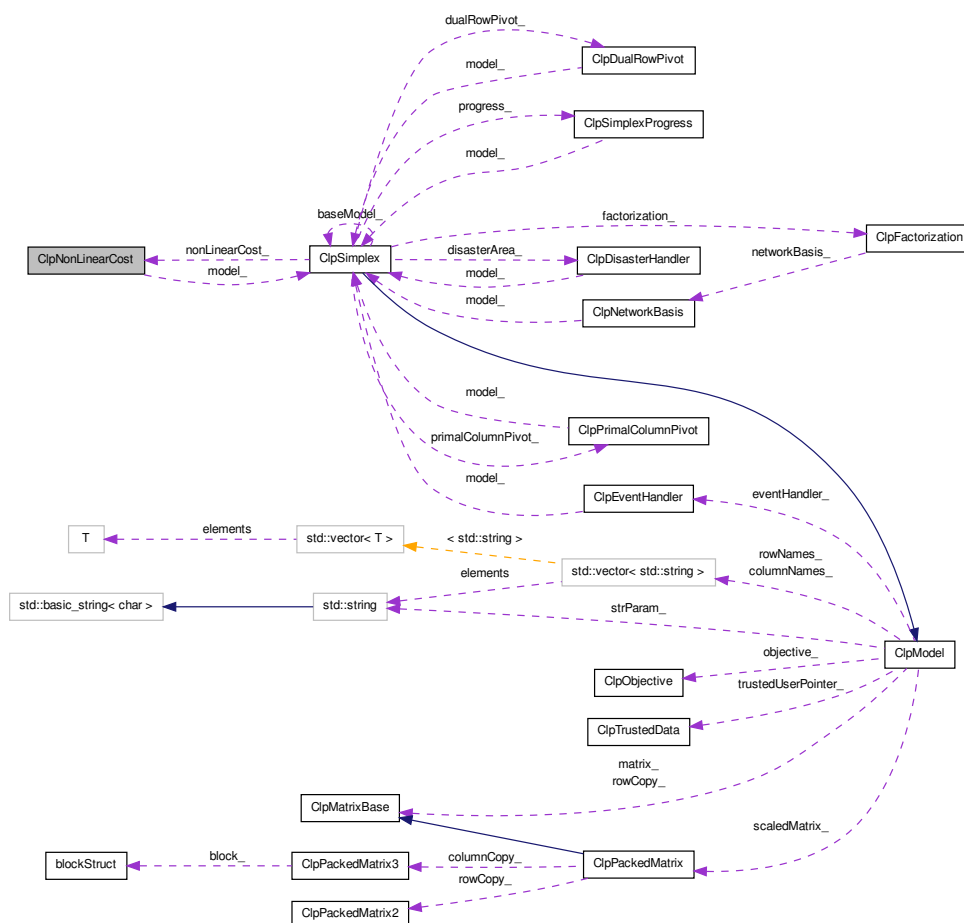 dualRowPivot_
ClpDualRowPivot
model_
progress_
ClpSimplexProgress
model_
baseModel_
factorization_
ClpFactorization
ClpNonLinearCost
nonLinearCost_
ClpSimplex
disasterArea_
ClpDisasterHandler
networkBasis_
model_
model_
model_
ClpNetworkBasis
model_
ClpPrimalColumnPivot
primalColumnPivot_
model_
ClpEventHandler
eventHandler_
T
elements
std::vector< T >
< std::string >
std::vector< std::string >
rowNames_
columnNames_
elements
std::basic_string< char >
std::string
strParam_
ClpModel
objective_
ClpObjective
trustedUserPointer_
ClpTrustedData
matrix_
rowCopy_
ClpMatrixBase
scaledMatrix_
blockStruct
block_
ClpPackedMatrix3
columnCopy_
ClpPackedMatrix
rowCopy_
ClpPackedMatrix2